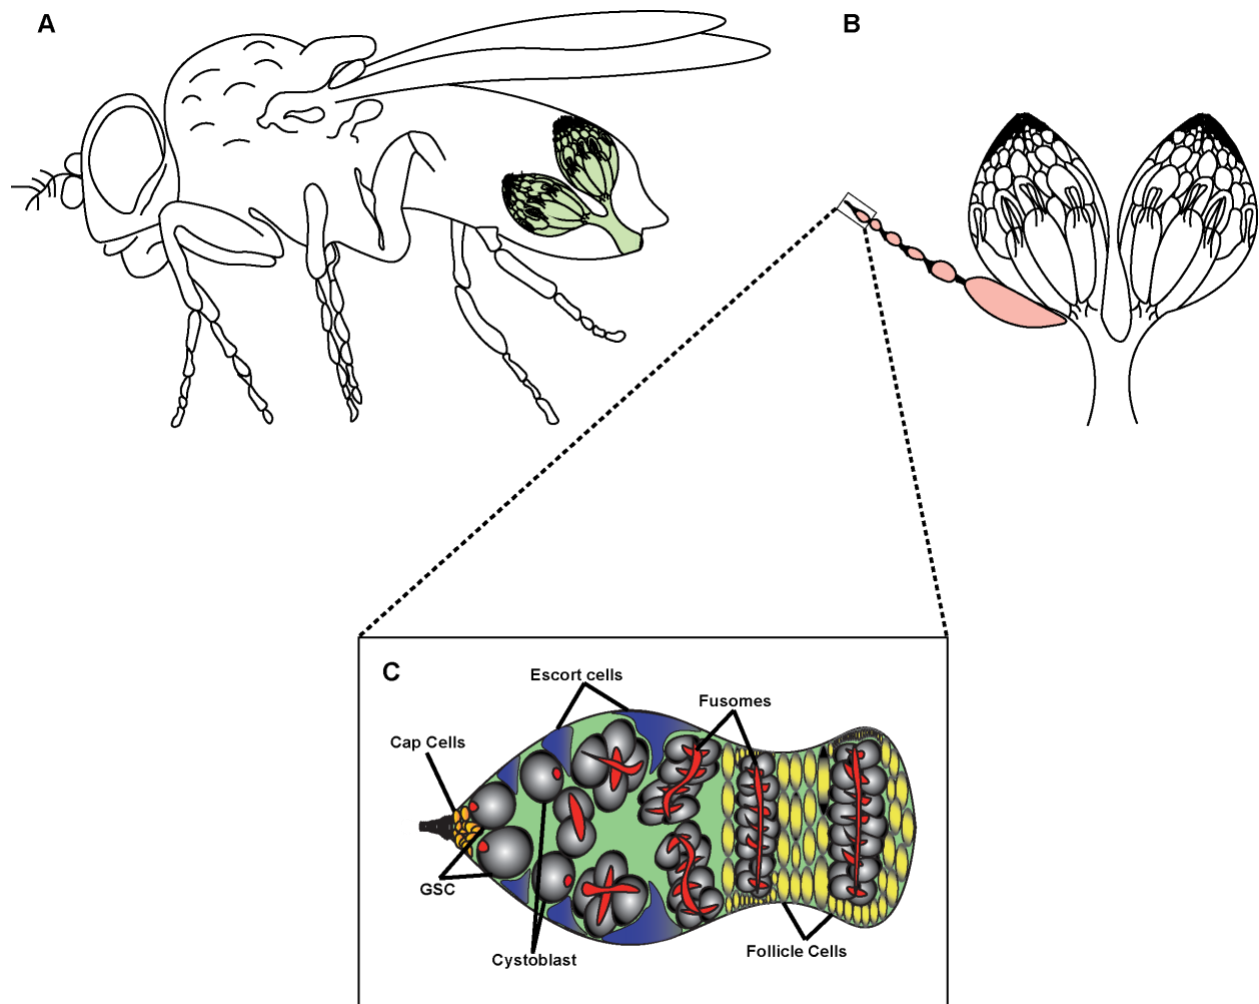 A
B
C
Escort cells
Fusomes
Cap Cells
GSC
Cystoblast
Follicle Cells